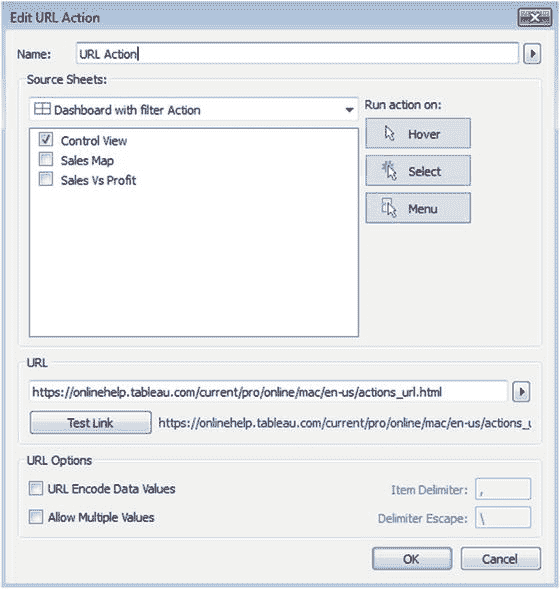 Edit URL Action
Name: URL Action
Source Sheets:
Dashboard with filter Action
Run action on:
Control View
Sales Map
Sales Vs Profit
Hover
Select
Menu
URL
https://onlinehelp.tableau.com/current/pro/online/mac/en-us/actions_url.html
Test Link https://onlinehelp.tableau.com/current/pro/online/mac/en-us/actions_u
URL Options
URL Encode Data Values Item Delimiter: ,
Allow Multiple Values Delimiter Escape: \
OK Cancel